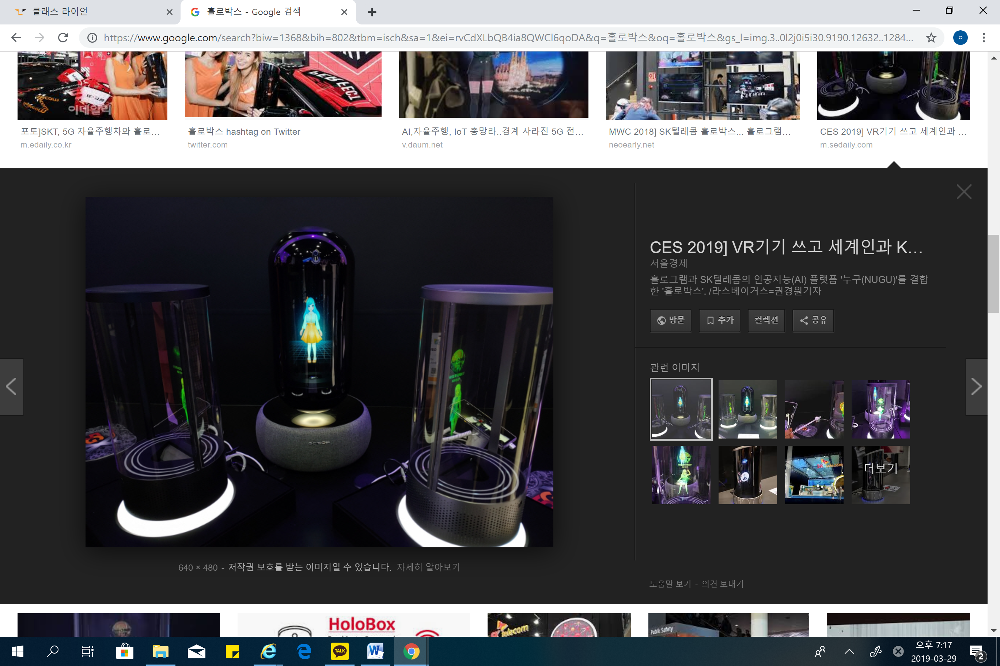 클래스 라이언
홀로박스 - Google 검색
https://www.google.com/search?biw=1368&bih=802&tbm=isch&sa=1&ei=rvCdXLbQB4ia8QWCl6qoDA&q=홀로박스&oq=홀로박스&gs_l=img.3..0l2j0i5i30.9190.12632..1284...
이데일리
포토]SKT, 5G 자율주행차와 홀로...
m.edaily.co.kr
홀로박스 hashtag on Twitter
twitter.com
AI,자율주행, IoT 총망라..경계 사라진 5G 전...
v.daum.net
MWC 2018] SK텔레콤 홀로박스... 홀로그램...
neoearly.net
CES 2019] VR기기 쓰고 세계인과 ...
m.sedaily.com
CES 2019] VR기기 쓰고 세계인과 K...
서울경제
홀로그램과 SK텔레콤의 인공지능(AI) 플랫폼 '누구(NUGU)'를 결합
한 '홀로박스'. /라스베이거스=권경원기자
방문
추가
컬렉션
공유
관련 이미지
더보기
640 × 480 - 저작권 보호를 받는 이미지일 수 있습니다. 자세히 알아보기
도움말 보기 - 의견 보내기
HoloBox
SK telecom
Public Safety
TALK
오후 7:17
2019-03-29
2